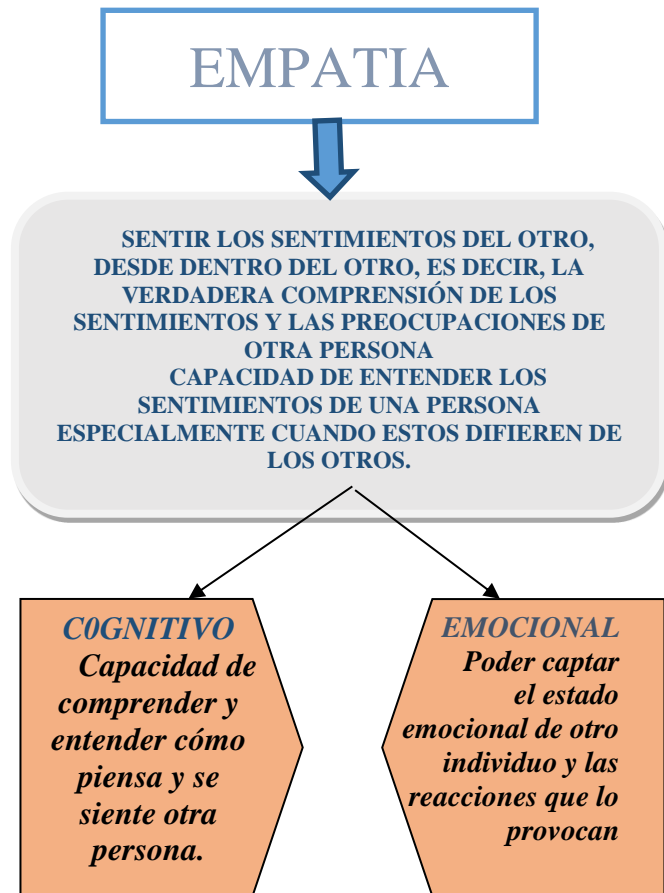 EMPATIA
SENTIR LOS SENTIMIENTOS DEL OTRO,
DESDE DENTRO DEL OTRO, ES DECIR, LA
VERDADERA COMPRENSIÓN DE LOS
SENTIMIENTOS Y LAS PREOCUPACIONES DE
OTRA PERSONA
CAPACIDAD DE ENTENDER LOS
SENTIMIENTOS DE UNA PERSONA
ESPECIALMENTE CUANDO ESTOS DIFIEREN DE
LOS OTROS.
C0GNITIVO
Capacidad de
comprender y
entender cómo
piensa y se
siente otra
persona.
EMOCIONAL
Poder captar
el estado
emocional de otro
individuo y las
reacciones que lo
provocan